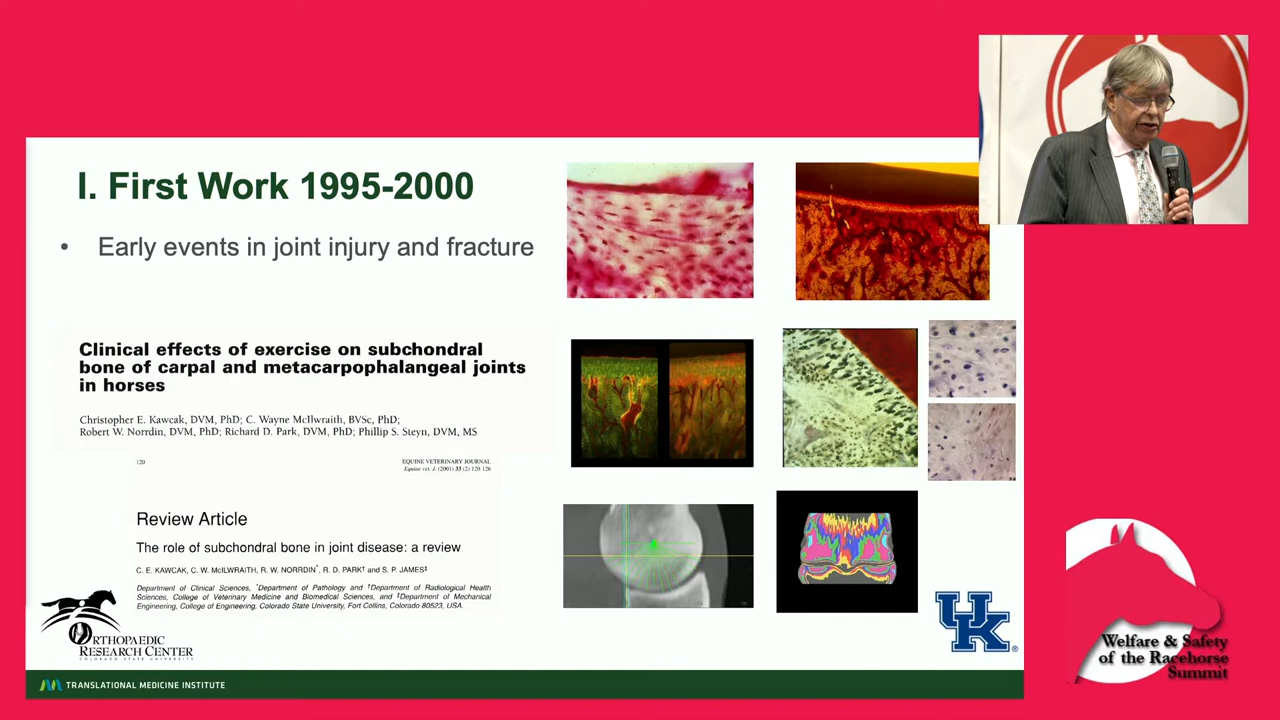 I. First Work 1995-2000
• Early events in joint injury and fracture
Clinical effects of exercise on subchondral
bone of carpal and metacarpophalangeal joints
in horses
Christopher E. Kawcak, DVM, PhD; C. Wayne McIlwraith, BVSc, PhD;
Robert W. Norrdin, DVM, PhD; Richard D. Park, DVM, PhD; Phillip S. Steyn, DVM, MS
120
EQUINE VETERINARY JOURNAL
Equine vet. J. (2001) 33 (2) 120-126
Review Article
The role of subchondral bone in joint disease: a review
C. E. KAWCAK, C. W. McILWRAITH, R. W. NORRDIN*, R. D. PARK† and S. P. JAMES‡
Department of Clinical Sciences, *Department of Pathology and †Department of Radiological Health
Sciences, College of Veterinary Medicine and Biomedical Sciences, and ‡Department of Mechanical
Engineering, College of Engineering, Colorado State University, Fort Collins, Colorado 80523, USA.
ORTHOPAEDIC
RESEARCH CENTER
COLORADO STATE UNIVERSITY
UK®
TRANSLATIONAL MEDICINE INSTITUTE
Welfare & Safety
of the Racehorse
Summit